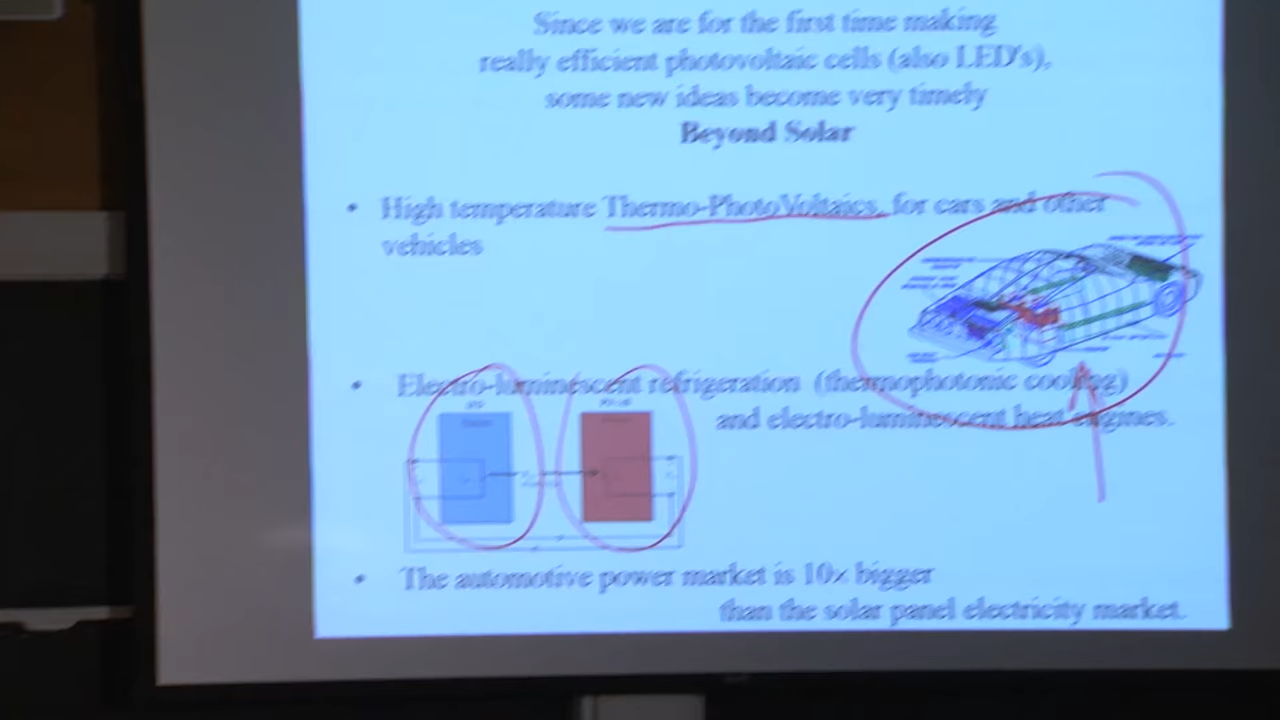 Since we are for the first time making
really efficient photovoltaic cells (also LED's),
some new ideas become very timely
Beyond Solar
• High temperature Thermo-PhotoVoltaics, for cars and other
vehicles
• Electro-luminescent refrigeration (thermophotonic cooling)
and electro-luminescent heat engines.
• The automotive power market is 10x bigger
than the solar panel electricity market.